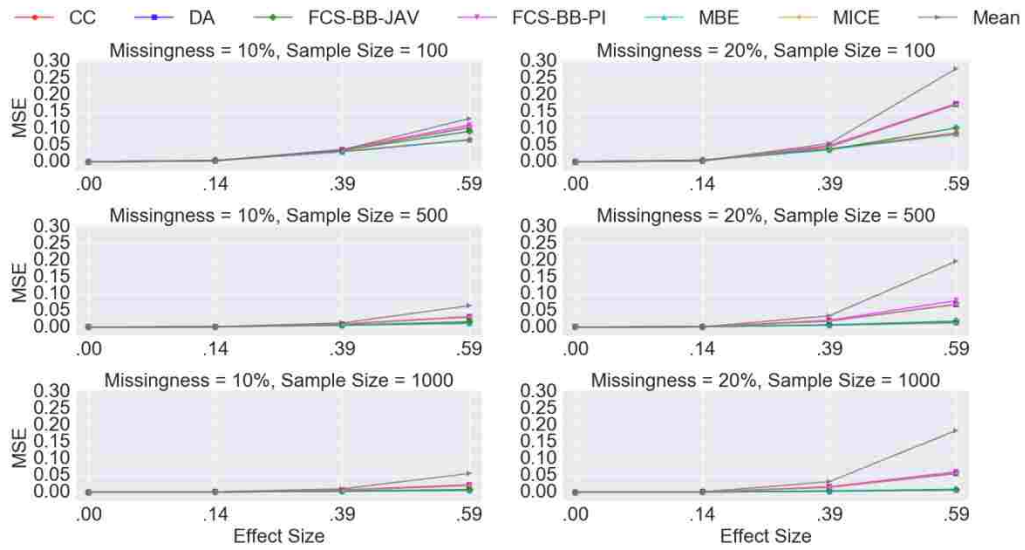 CC DA FCS-BB-JAV FCS-BB-PI MBE MICE Mean
Missingness = 10%, Sample Size = 100
MSE
0.30
0.25
0.20
0.15
0.10
0.05
0.00
.00 .14 .39 .59
Missingness = 20%, Sample Size = 100
0.30
0.25
0.20
0.15
0.10
0.05
0.00
.00 .14 .39 .59
Missingness = 10%, Sample Size = 500
MSE
0.30
0.25
0.20
0.15
0.10
0.05
0.00
.00 .14 .39 .59
Missingness = 20%, Sample Size = 500
0.30
0.25
0.20
0.15
0.10
0.05
0.00
.00 .14 .39 .59
Missingness = 10%, Sample Size = 1000
MSE
0.30
0.25
0.20
0.15
0.10
0.05
0.00
.00 .14 .39 .59
Effect Size
Missingness = 20%, Sample Size = 1000
0.30
0.25
0.20
0.15
0.10
0.05
0.00
.00 .14 .39 .59
Effect Size